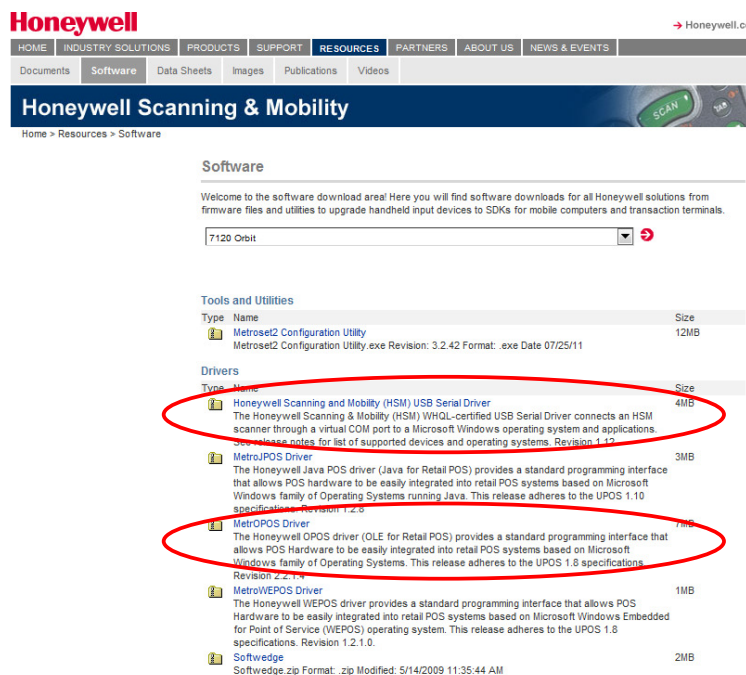 Honeywell
Honeywell.c
HOME INDUSTRY SOLUTIONS PRODUCTS SUPPORT RESOURCES PARTNERS ABOUT US NEWS & EVENTS
Documents Software Data Sheets Images Publications Videos
Honeywell Scanning & Mobility
SCAN TAB
Home > Resources > Software
Software
Welcome to the software download area! Here you will find software downloads for all Honeywell solutions from
firmware files and utilities to upgrade handheld input devices to SDKs for mobile computers and transaction terminals.
7120 Orbit
Tools and Utilities
Type Name Size
Metroset2 Configuration Utility 12MB
Metroset2 Configuration Utility.exe Revision: 3.2.42 Format: .exe Date 07/25/11
Drivers
Type Name Size
Honeywell Scanning and Mobility (HSM) USB Serial Driver 4MB
The Honeywell Scanning & Mobility (HSM) WHQL-certified USB Serial Driver connects an HSM
scanner through a virtual COM port to a Microsoft Windows operating system and applications.
See release notes for list of supported devices and operating systems. Revision 1.12
MetroJPOS Driver 3MB
The Honeywell Java POS driver (Java for Retail POS) provides a standard programming interface
that allows POS hardware to be easily integrated into retail POS systems based on Microsoft
Windows family of Operating Systems running Java. This release adheres to the UPOS 1.10
specifications. Revision 1.2.8
MetrOPOS Driver 7MB
The Honeywell OPOS driver (OLE for Retail POS) provides a standard programming interface that
allows POS Hardware to be easily integrated into retail POS systems based on Microsoft
Windows family of Operating Systems. This release adheres to the UPOS 1.8 specifications.
Revision 2.2.1.4
MetroWEPOS Driver 1MB
The Honeywell WEPOS driver provides a standard programming interface that allows POS
Hardware to be easily integrated into retail POS systems based on Microsoft Windows Embedded
for Point of Service (WEPOS) operating system. This release adheres to the UPOS 1.8
specifications. Revision 1.2.1.0.
Softwedge 2MB
Softwedge.zip Format: .zip Modified: 5/14/2009 11:35:44 AM